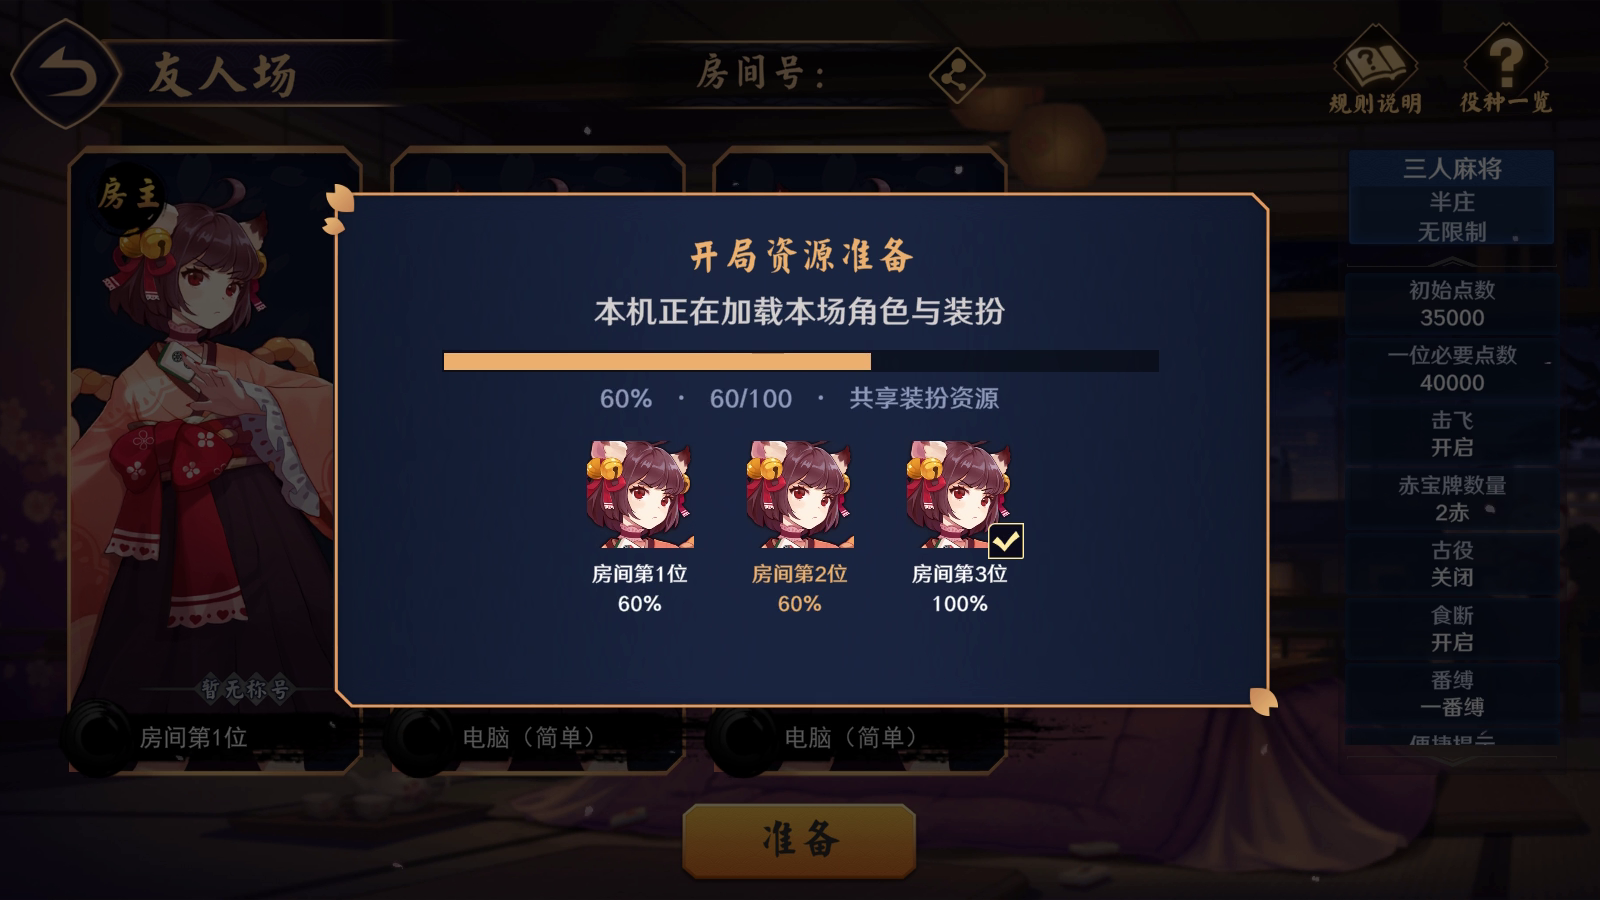 友人场
房间号：
规则说明
役种一览
房主
三人麻将
半庄
无限制
开局资源准备
本机正在加载本场角色与装扮
60% · 60/100 · 共享装扮资源
房间第1位
60%
房间第2位
60%
房间第3位
100%
初始点数
35000
一位必要点数
40000
击飞
开启
赤宝牌数量
2赤
古役
关闭
食断
开启
番缚
一番缚
便捷提示
暂无称号
房间第1位
电脑（简单）
电脑（简单）
准备